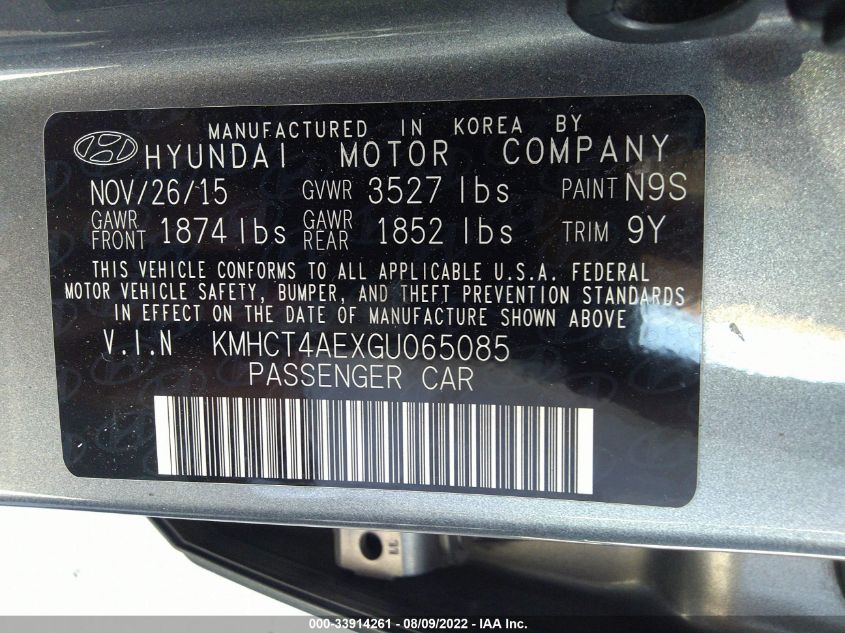 MANUFACTURED IN KOREA BY
HYUNDAI MOTOR COMPANY
NOV/26/15 GVWR 3527 lbs PAINT N9S
GAWR FRONT 1874 lbs GAWR REAR 1852 lbs TRIM 9Y
THIS VEHICLE CONFORMS TO ALL APPLICABLE U.S.A. FEDERAL
MOTOR VEHICLE SAFETY, BUMPER, AND THEFT PREVENTION STANDARDS
IN EFFECT ON THE DATE OF MANUFACTURE SHOWN ABOVE
V.I.N KMHCT4AEXGU065085
PASSENGER CAR
000-33914261 - 08/09/2022 - IAA Inc.